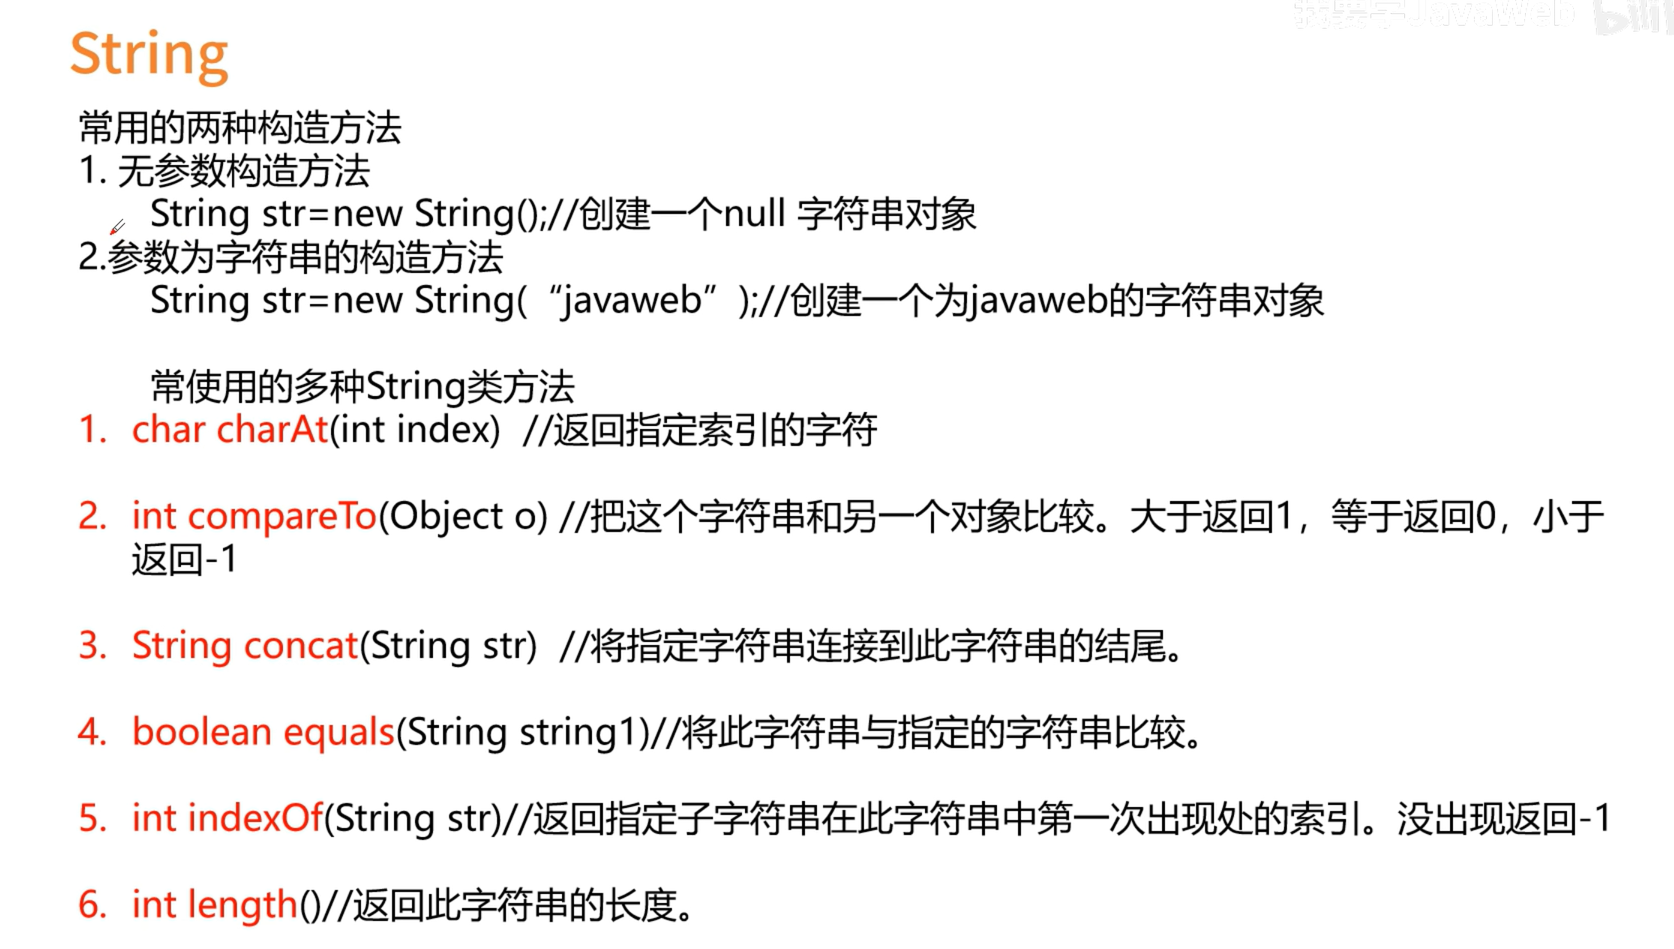 我要学JavaWeb
String
常用的两种构造方法
1. 无参数构造方法
String str=new String();//创建一个null 字符串对象
2.参数为字符串的构造方法
String str=new String(“javaweb”);//创建一个为javaweb的字符串对象
常使用的多种String类方法
1. char charAt(int index) //返回指定索引的字符
2. int compareTo(Object o) //把这个字符串和另一个对象比较。大于返回1，等于返回0，小于
返回-1
3. String concat(String str) //将指定字符串连接到此字符串的结尾。
4. boolean equals(String string1)//将此字符串与指定的字符串比较。
5. int indexOf(String str)//返回指定子字符串在此字符串中第一次出现处的索引。没出现返回-1
6. int length()//返回此字符串的长度。